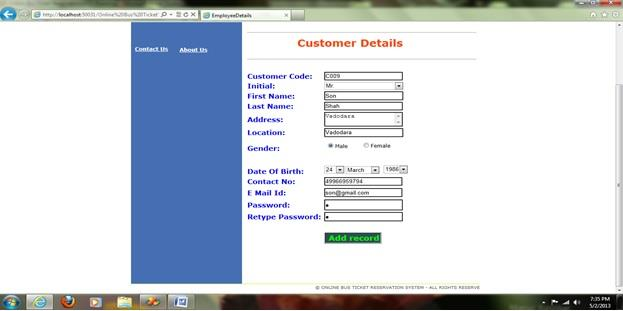 http://localhost:50031/Online%20Bus%20Ticket
EmployeeDetails
Contact Us
About Us
Customer Details
Customer Code: C009
Initial: Mr.
First Name: Son
Last Name: Shah
Address: Vadodara
Location: Vadodara
Gender: Male Female
Date Of Birth: 24 March 1986
Contact No: 49966959794
E Mail Id: son@gmail.com
Password:
Retype Password:
Add record
© ONLINE BUS TICKET RESERVATION SYSTEM - ALL RIGHTS RESERVE
7:35 PM
5/2/2013